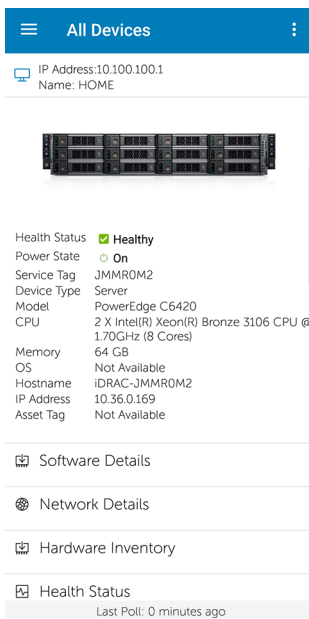 All Devices
IP Address:10.100.100.1
Name: HOME
Health Status Healthy
Power State On
Service Tag JMMR0M2
Device Type Server
Model PowerEdge C6420
CPU 2 X Intel(R) Xeon(R) Bronze 3106 CPU @
1.70GHz (8 Cores)
Memory 64 GB
OS Not Available
Hostname iDRAC-JMMR0M2
IP Address 10.36.0.169
Asset Tag Not Available
Software Details
Network Details
Hardware Inventory
Health Status
Last Poll: 0 minutes ago